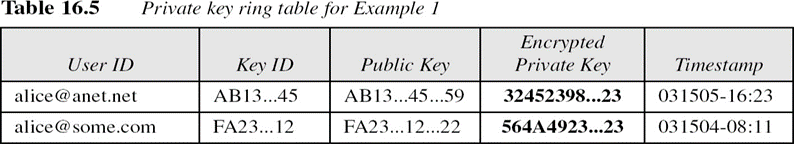 Table 16.5 Private key ring table for Example 1
User ID Key ID Public Key Encrypted Private Key Timestamp
alice@anet.net AB13...45 AB13...45...59 32452398...23 031505-16:23
alice@some.com FA23...12 FA23...12...22 564A4923...23 031504-08:11